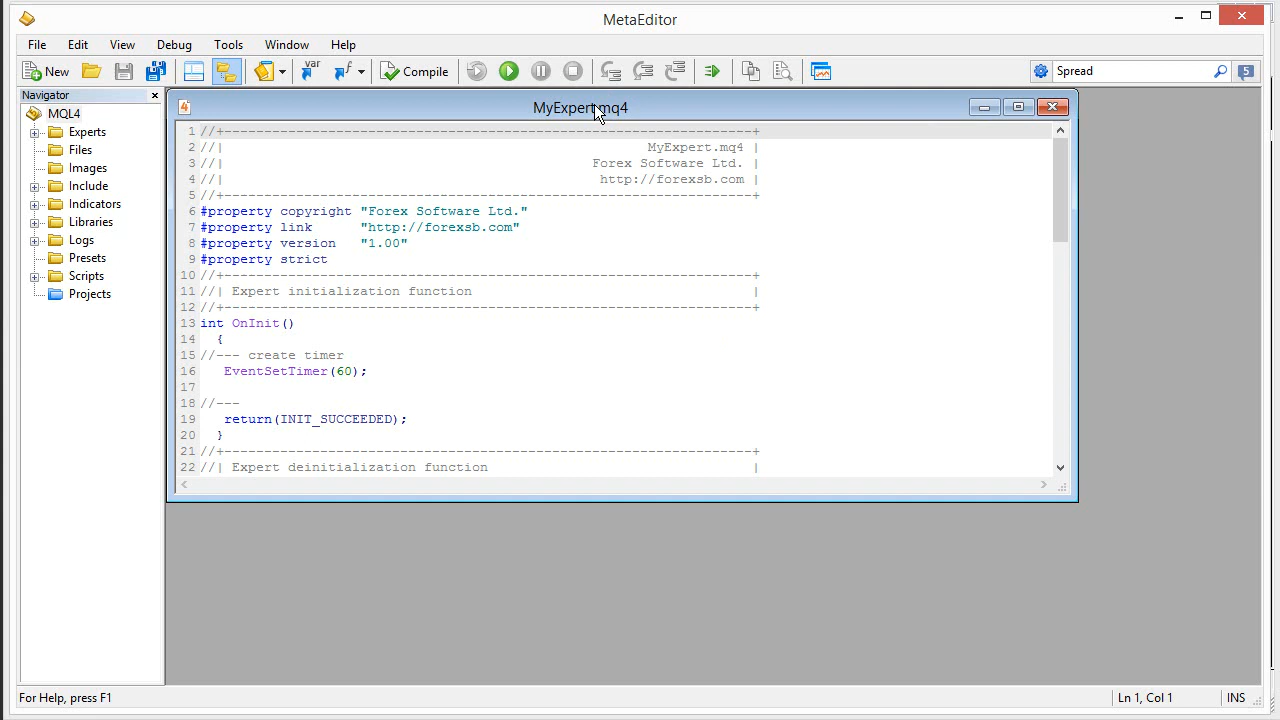 MetaEditor
File Edit View Debug Tools Window Help
New var Compile Spread 5
Navigator
MQL4
Experts
Files
Images
Include
Indicators
Libraries
Logs
Presets
Scripts
Projects
4 MyExpert.mq4
1 //+------------------------------------------------------------------+
2 //| MyExpert.mq4 |
3 //| Forex Software Ltd. |
4 //| http://forexsb.com |
5 //+------------------------------------------------------------------+
6 #property copyright "Forex Software Ltd."
7 #property link "http://forexsb.com"
8 #property version "1.00"
9 #property strict
10 //+------------------------------------------------------------------+
11 //| Expert initialization function |
12 //+------------------------------------------------------------------+
13 int OnInit()
14 {
15 //--- create timer
16 EventSetTimer(60);
17
18 //---
19 return(INIT_SUCCEEDED);
20 }
21 //+------------------------------------------------------------------+
22 //| Expert deinitialization function |
For Help, press F1 Ln 1, Col 1 INS